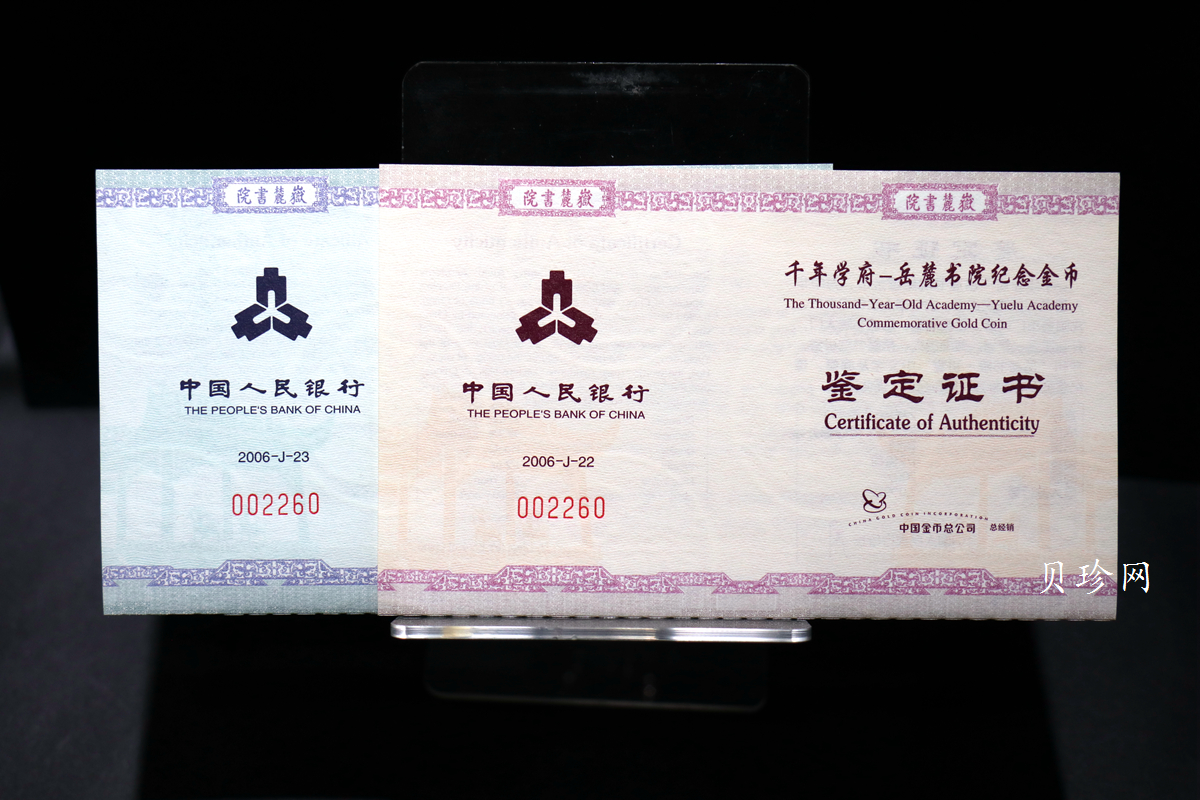 院書麓嶽
中国人民银行
THE PEOPLE'S BANK OF CHINA
2006-J-23
002260
院書麓嶽
中国人民银行
THE PEOPLE'S BANK OF CHINA
2006-J-22
002260
院書麓嶽
千年学府-岳麓书院纪念金币
The Thousand-Year-Old Academy—Yuelu Academy
Commemorative Gold Coin
鉴定证书
Certificate of Authenticity
CHINA GOLD COIN INCORPORATION
中国金币总公司 总经销
贝珍网